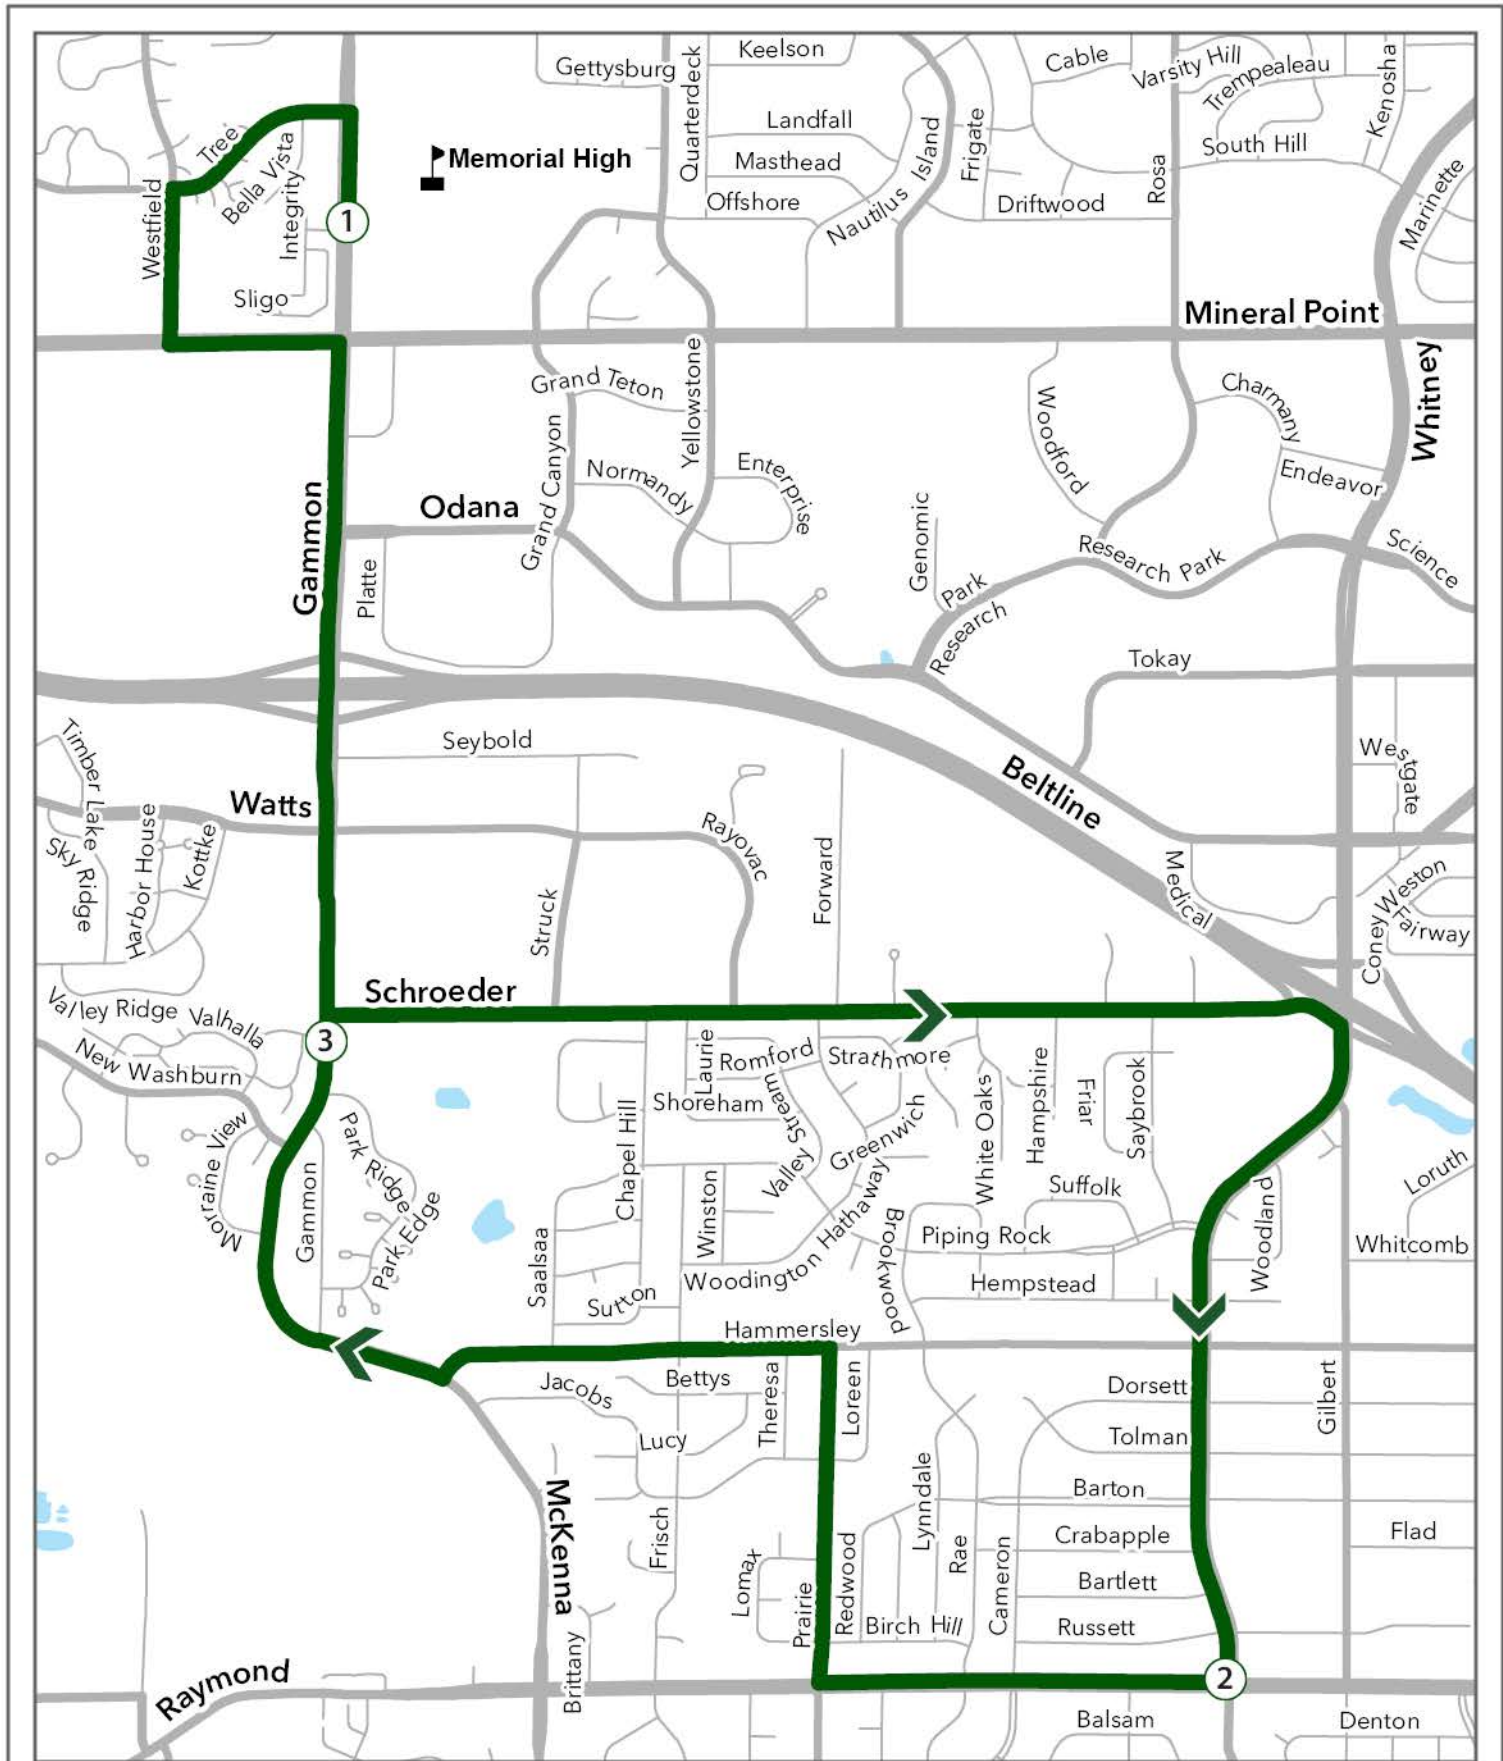 Keelson
Gettysburg
Quarterdeck
Cable
Varsity Hill
Trempealeau
Kenosha
Landfall
Tree
Bella Vista
Memorial High
Masthead
Nautilus Island
Frigate
South Hill
Rosa
Offshore
Driftwood
Marinette
Westfield
Integrity
1
Sligo
Mineral Point
Whitney
Grand Teton
Yellowstone
Woodford
Charmany
Grand Canyon
Normandy
Enterprise
Endeavor
Gammon
Odana
Genomic
Research Park
Science
Platte
Park
Research
Tokay
Timber Lake
Seybold
Westgate
Beltline
Watts
Harbor House
Kottke
Sky Ridge
Rayovac
Forward
Medical
Struck
Weston
Coney
Fairway
Schroeder
Valley Ridge
Valhalla
3
New Washburn
Laurie
Romford
Strathmore
Shoreham
Valley Stream
Greenwich
White Oaks
Hampshire
Friar
Saybrook
Moraine View
Park Ridge
Chapel Hill
Gammon
Park Edge
Winston
Hathaway
Suffolk
Woodland
Loruth
Saalsaa
Brookwood
Piping Rock
Whitcomb
Woodington
Hempstead
Sutton
Hammersley
Jacobs
Bettys
Theresa
Loreen
Dorsett
Gilbert
Lucy
Tolman
McKenna
Lynndale
Barton
Frisch
Crabapple
Flad
Lomax
Redwood
Rae
Cameron
Bartlett
Prairie
Birch Hill
Russett
Raymond
Brittany
2
Balsam
Denton